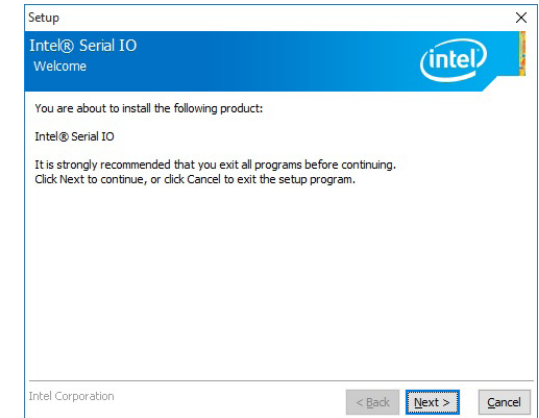 Setup
Intel® Serial IO
Welcome
intel
You are about to install the following product:
Intel® Serial IO
It is strongly recommended that you exit all programs before continuing.
Click Next to continue, or click Cancel to exit the setup program.
Intel Corporation
< Back Next > Cancel